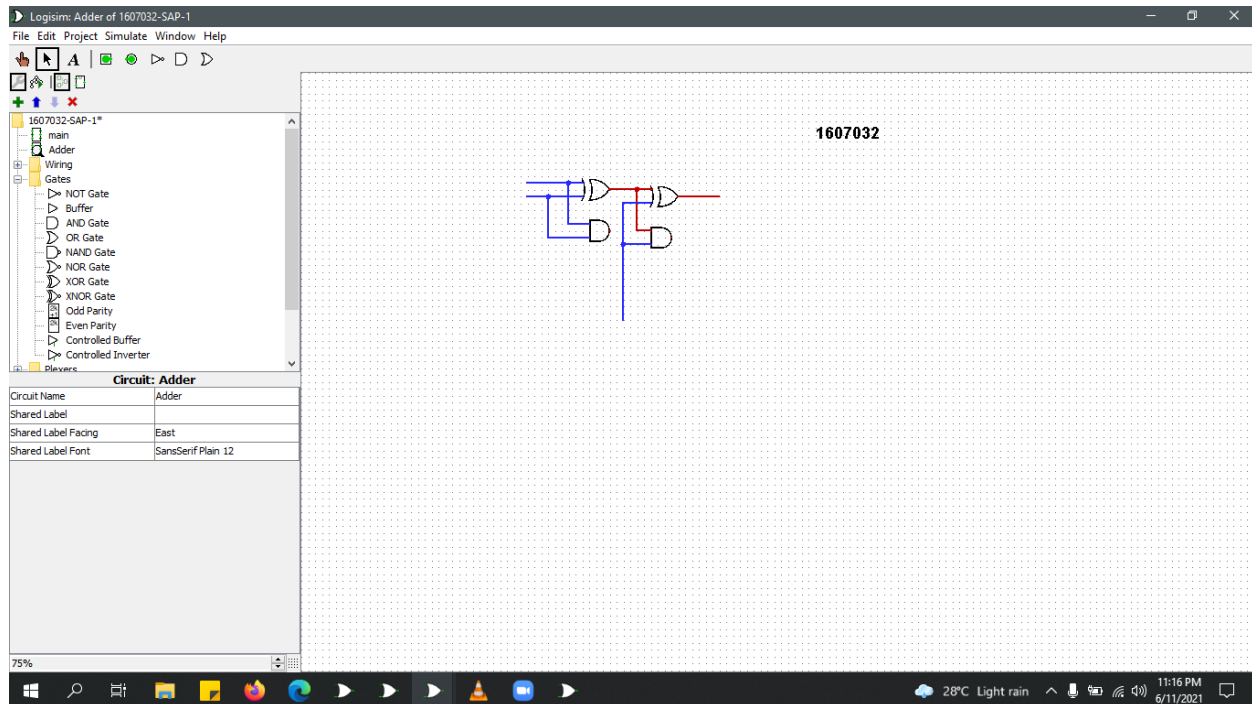 Logisim: Adder of 1607032-SAP-1
File Edit Project Simulate Window Help
A
1607032-SAP-1*
main
Adder
Wiring
Gates
NOT Gate
Buffer
AND Gate
OR Gate
NAND Gate
NOR Gate
XOR Gate
XNOR Gate
Odd Parity
Even Parity
Controlled Buffer
Controlled Inverter
Plexers
Circuit: Adder
Circuit Name Adder
Shared Label
Shared Label Facing East
Shared Label Font SansSerif Plain 12
75%
1607032
28°C Light rain
11:16 PM
6/11/2021